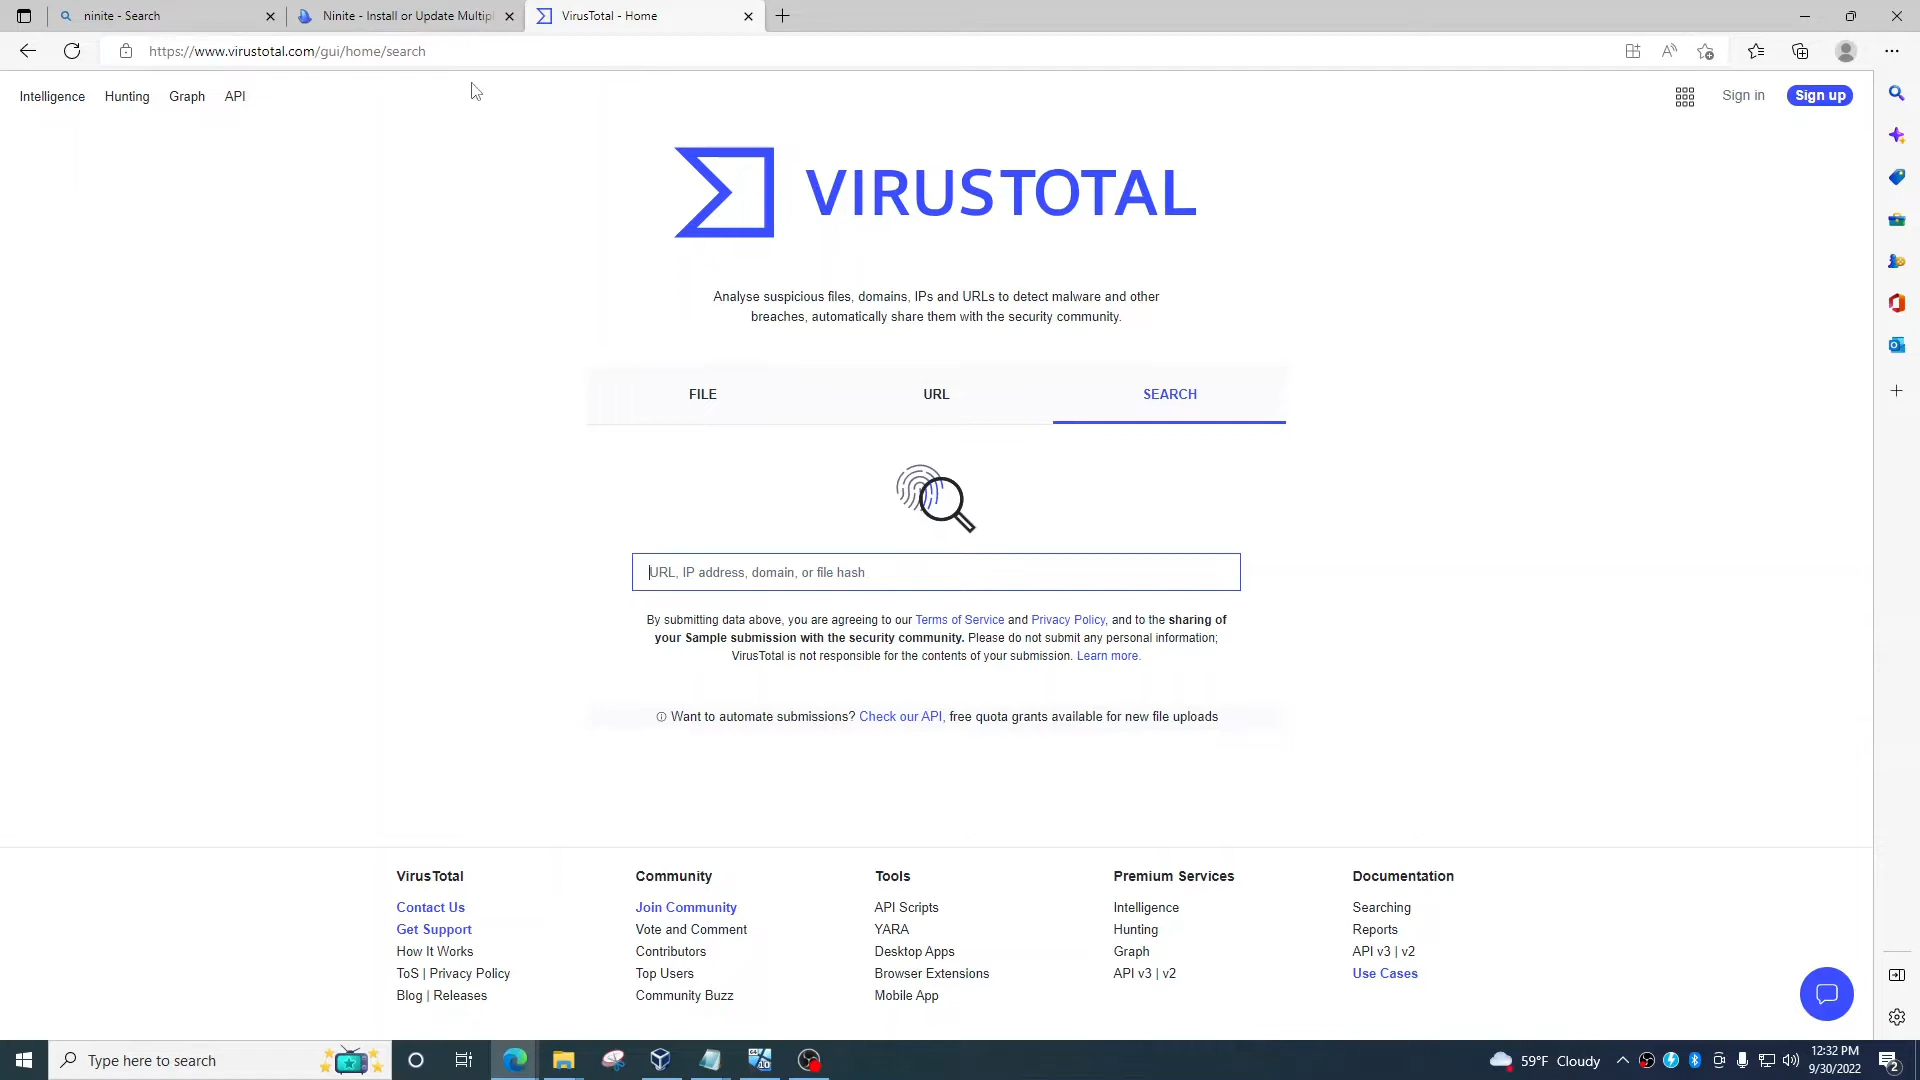 ninite - Search
Ninite - Install or Update Multipl
VirusTotal - Home
https://www.virustotal.com/gui/home/search
Intelligence Hunting Graph API
Sign in Sign up
VIRUSTOTAL
Analyse suspicious files, domains, IPs and URLs to detect malware and other
breaches, automatically share them with the security community.
FILE URL SEARCH
URL, IP address, domain, or file hash
By submitting data above, you are agreeing to our Terms of Service and Privacy Policy, and to the sharing of
your Sample submission with the security community. Please do not submit any personal information;
VirusTotal is not responsible for the contents of your submission. Learn more.
Want to automate submissions? Check our API, free quota grants available for new file uploads
VirusTotal
Contact Us
Get Support
How It Works
ToS | Privacy Policy
Blog | Releases
Community
Join Community
Vote and Comment
Contributors
Top Users
Community Buzz
Tools
API Scripts
YARA
Desktop Apps
Browser Extensions
Mobile App
Premium Services
Intelligence
Hunting
Graph
API v3 | v2
Documentation
Searching
Reports
API v3 | v2
Use Cases
Type here to search
59°F Cloudy
12:32 PM
9/30/2022
2